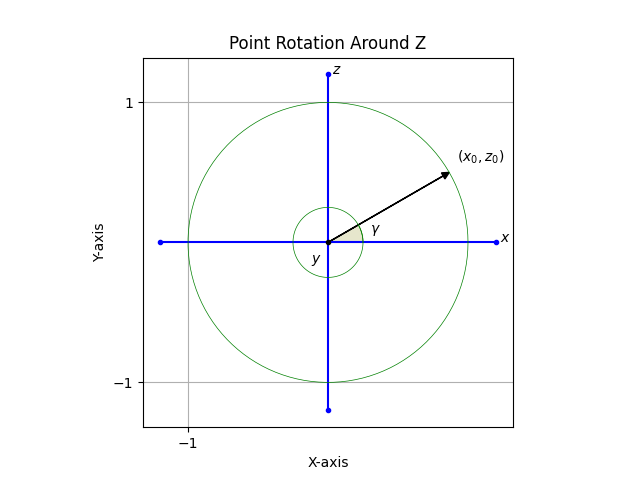 Point Rotation Around Z
z
1
(x₀, z₀)
γ
x
y
Y-axis
−1
−1
X-axis